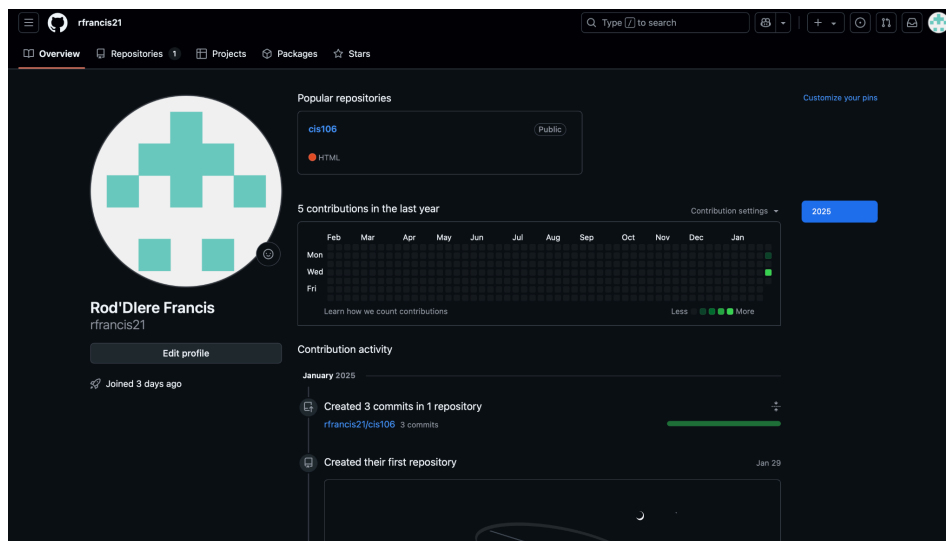 rfrancis21
Type / to search
Overview
Repositories 1
Projects
Packages
Stars
Popular repositories
Customize your pins
cis106
Public
HTML
5 contributions in the last year
Contribution settings
2025
Feb Mar Apr May Jun Jul Aug Sep Oct Nov Dec Jan
Mon
Wed
Fri
Learn how we count contributions
Less More
Rod'Dlere Francis
rfrancis21
Edit profile
Joined 3 days ago
Contribution activity
January 2025
Created 3 commits in 1 repository
rfrancis21/cis106 3 commits
Created their first repository
Jan 29